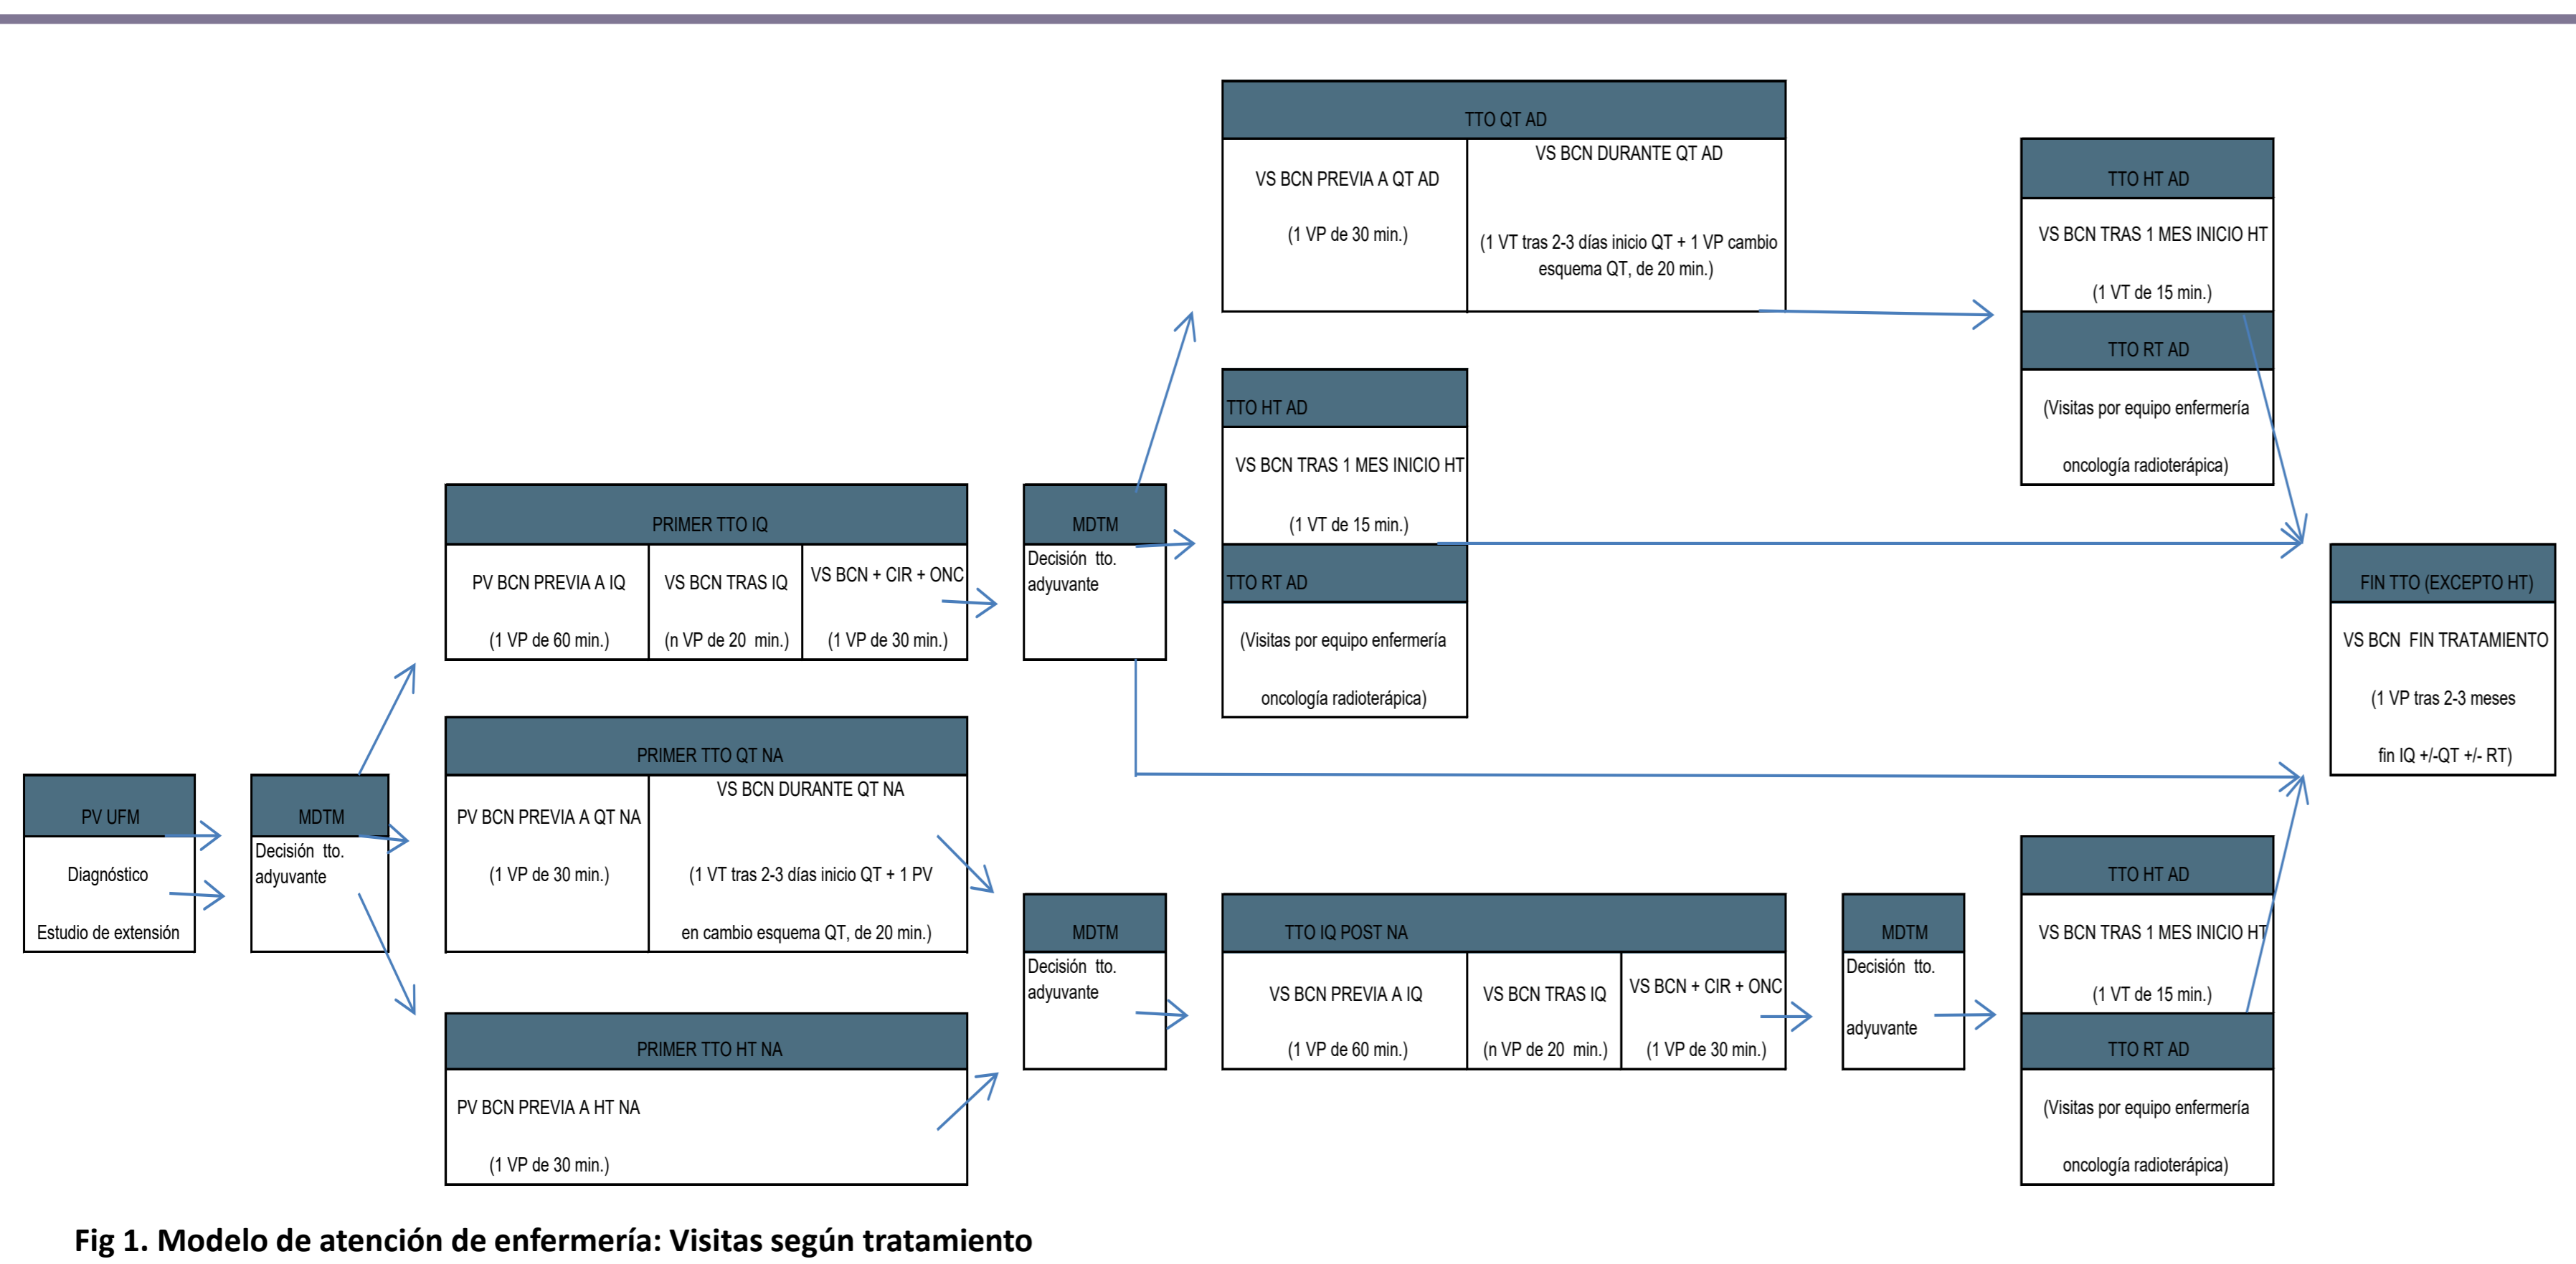 PV UFM
Diagnóstico
Estudio de extensión
MDTM
Decisión tto.
adyuvante
PRIMER TTO IQ
PV BCN PREVIA A IQ
(1 VP de 60 min.)
VS BCN TRAS IQ
(n VP de 20 min.)
VS BCN + CIR + ONC
(1 VP de 30 min.)
PRIMER TTO QT NA
PV BCN PREVIA A QT NA
(1 VP de 30 min.)
VS BCN DURANTE QT NA
(1 VT tras 2-3 días inicio QT + 1 PV
en cambio esquema QT, de 20 min.)
PRIMER TTO HT NA
PV BCN PREVIA A HT NA
(1 VP de 30 min.)
MDTM
Decisión tto.
adyuvante
TTO QT AD
VS BCN PREVIA A QT AD
(1 VP de 30 min.)
VS BCN DURANTE QT AD
(1 VT tras 2-3 días inicio QT + 1 VP cambio
esquema QT, de 20 min.)
TTO HT AD
VS BCN TRAS 1 MES INICIO HT
(1 VT de 15 min.)
TTO RT AD
(Visitas por equipo enfermería
oncología radioterápica)
TTO HT AD
VS BCN TRAS 1 MES INICIO HT
(1 VT de 15 min.)
TTO RT AD
(Visitas por equipo enfermería
oncología radioterápica)
MDTM
Decisión tto.
adyuvante
TTO IQ POST NA
VS BCN PREVIA A IQ
(1 VP de 60 min.)
VS BCN TRAS IQ
(n VP de 20 min.)
VS BCN + CIR + ONC
(1 VP de 30 min.)
MDTM
Decisión tto.
adyuvante
TTO HT AD
VS BCN TRAS 1 MES INICIO HT
(1 VT de 15 min.)
TTO RT AD
(Visitas por equipo enfermería
oncología radioterápica)
FIN TTO (EXCEPTO HT)
VS BCN FIN TRATAMIENTO
(1 VP tras 2-3 meses
fin IQ +/-QT +/- RT)
Fig 1. Modelo de atención de enfermería: Visitas según tratamiento